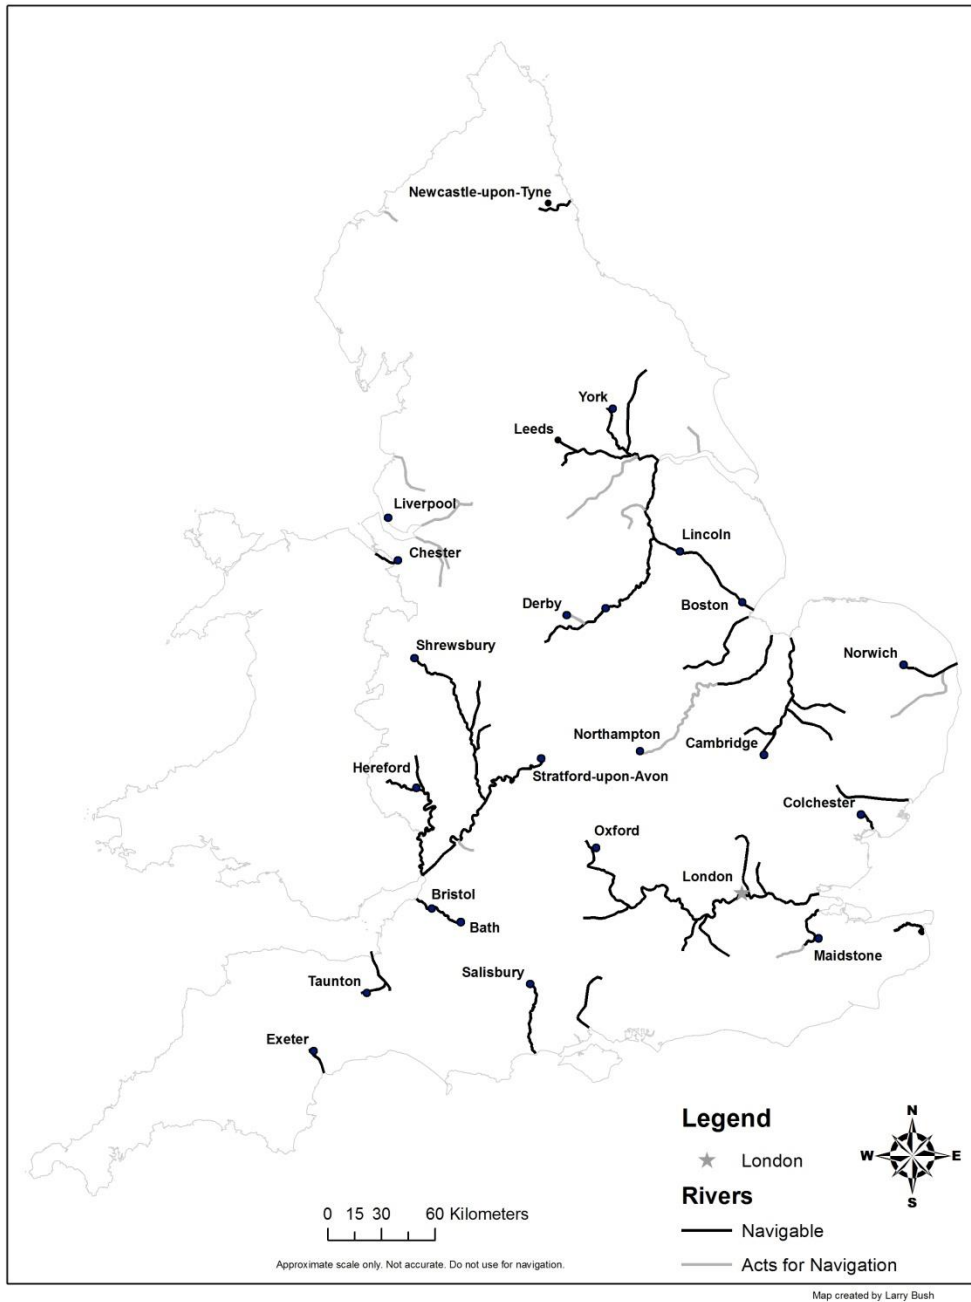 Newcastle-upon-Tyne
York
Leeds
Liverpool
Lincoln
Chester
Derby
Boston
Shrewsbury
Norwich
Northampton
Cambridge
Hereford
Stratford-upon-Avon
Colchester
Oxford
London
Bristol
Bath
Maidstone
Salisbury
Taunton
Exeter
Legend
London
Rivers
Navigable
Acts for Navigation
N
W E
S
0 15 30 60 Kilometers
Approximate scale only. Not accurate. Do not use for navigation.
Map created by Larry Bush